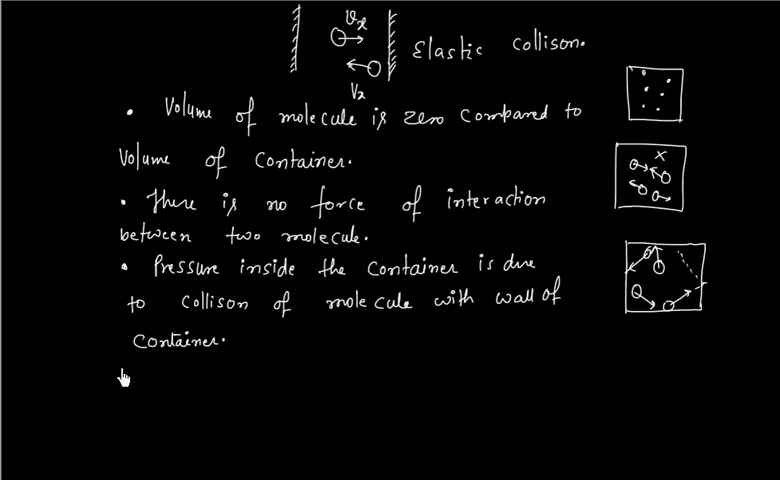 vx
Elastic collison.
Vx
• Volume of molecule is zero compared to
volume of container.
• There is no force of interaction
between two molecule.
• Pressure inside the container is due
to collison of molecule with wall of
container.